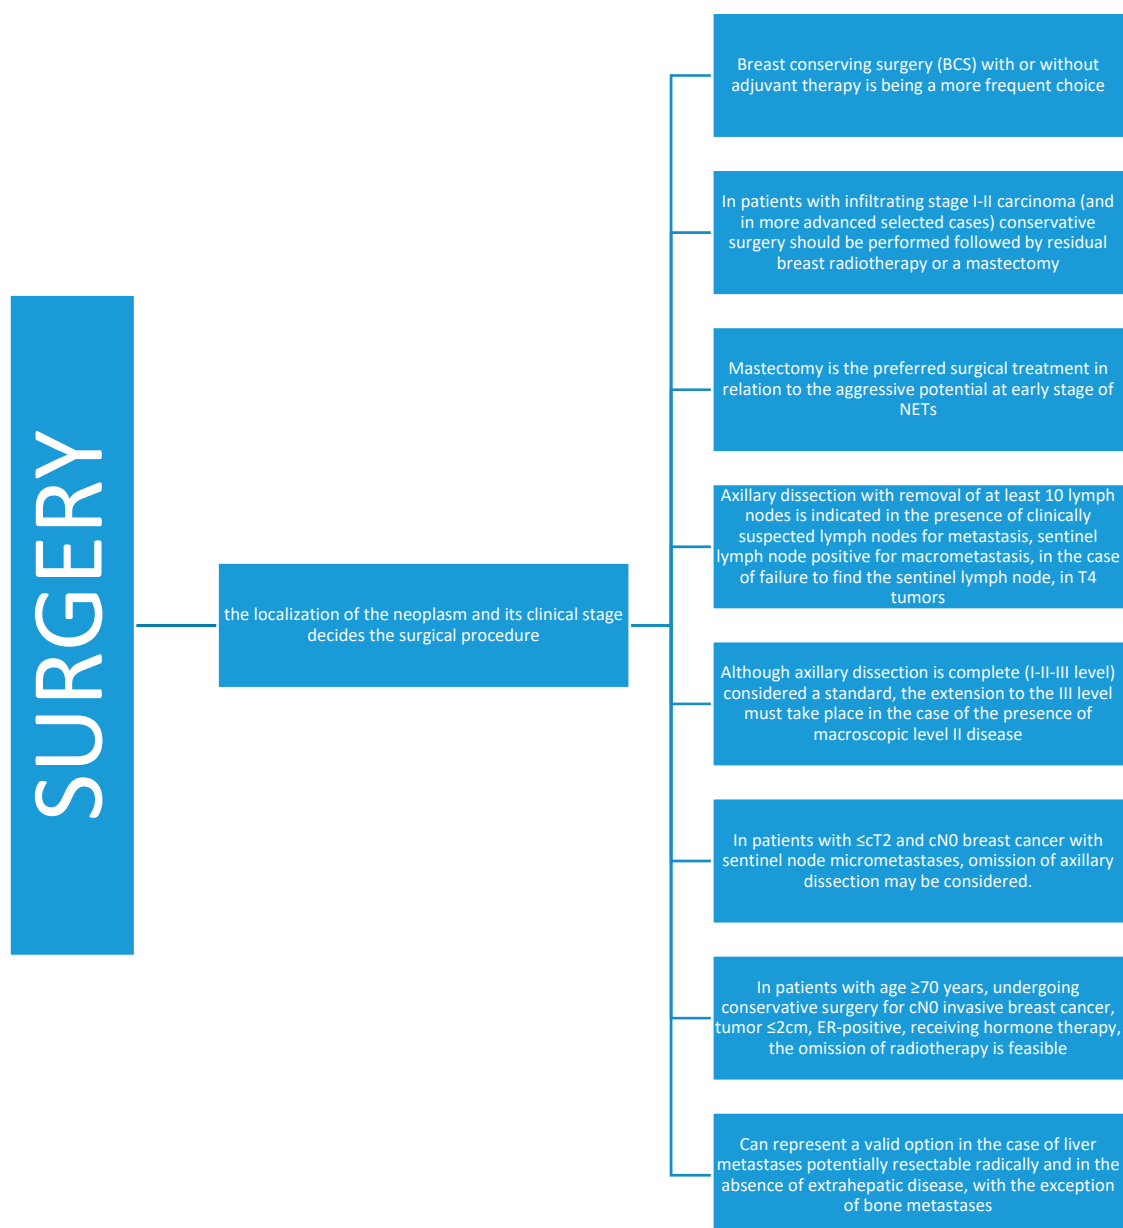 SURGERY
the localization of the neoplasm and its clinical stage
decides the surgical procedure
Breast conserving surgery (BCS) with or without
adjuvant therapy is being a more frequent choice
In patients with infiltrating stage I-II carcinoma (and
in more advanced selected cases) conservative
surgery should be performed followed by residual
breast radiotherapy or a mastectomy
Mastectomy is the preferred surgical treatment in
relation to the aggressive potential at early stage of
NETs
Axillary dissection with removal of at least 10 lymph
nodes is indicated in the presence of clinically
suspected lymph nodes for metastasis, sentinel
lymph node positive for macrometastasis, in the case
of failure to find the sentinel lymph node, in T4
tumors
Although axillary dissection is complete (I-II-III level)
considered a standard, the extension to the III level
must take place in the case of the presence of
macroscopic level II disease
In patients with ≤cT2 and cN0 breast cancer with
sentinel node micrometastases, omission of axillary
dissection may be considered.
In patients with age ≥70 years, undergoing
conservative surgery for cN0 invasive breast cancer,
tumor ≤2cm, ER-positive, receiving hormone therapy,
the omission of radiotherapy is feasible
Can represent a valid option in the case of liver
metastases potentially resectable radically and in the
absence of extrahepatic disease, with the exception
of bone metastases